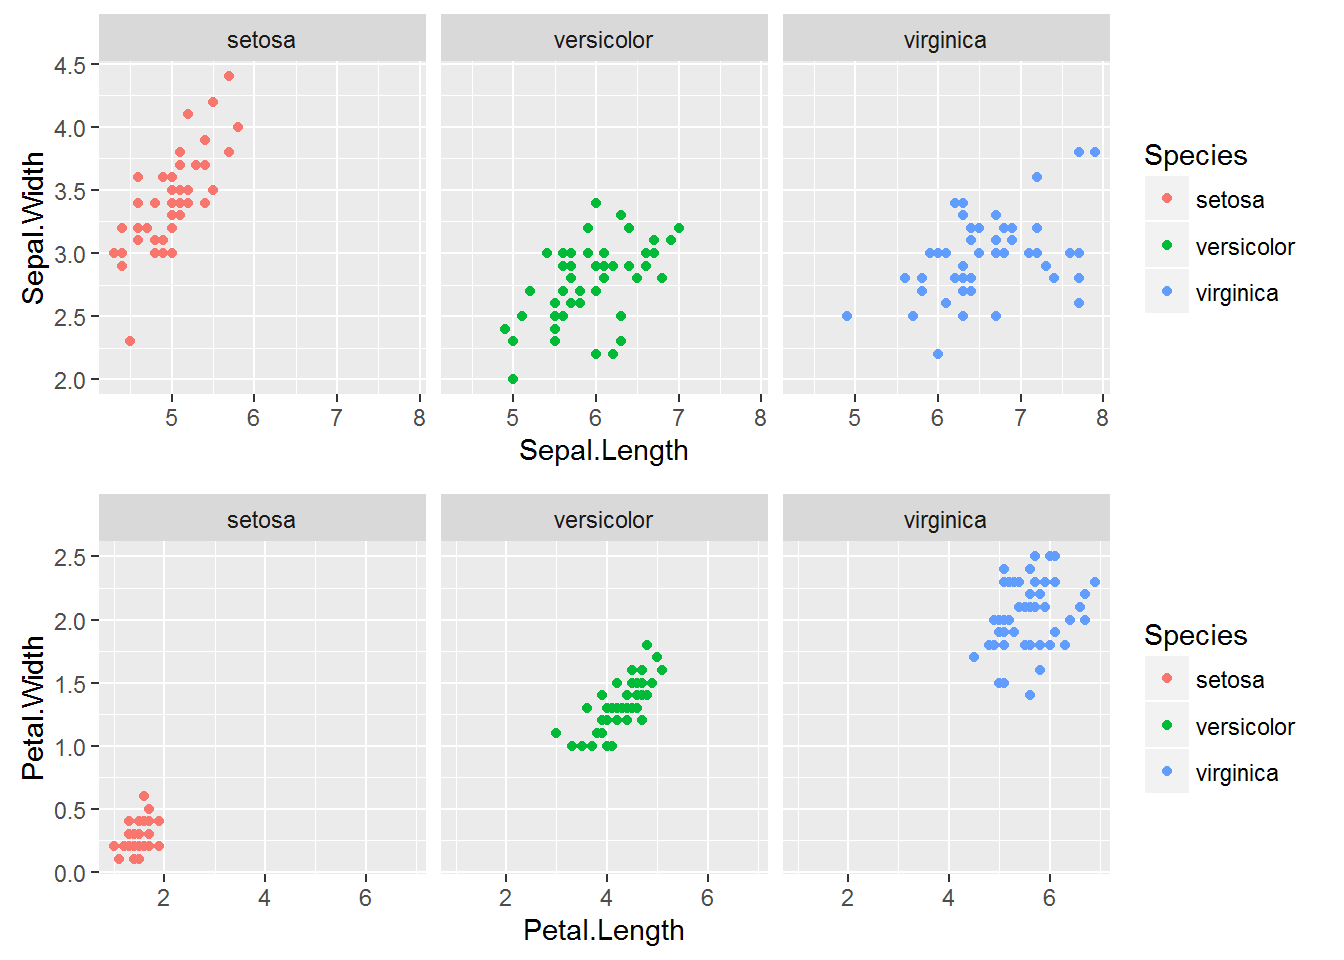 setosa versicolor virginica
4.5
4.0
3.5
3.0
2.5
2.0
Sepal.Width
5 6 7 8 5 6 7 8 5 6 7 8
Sepal.Length
Species
setosa
versicolor
virginica
setosa versicolor virginica
2.5
2.0
1.5
1.0
0.5
0.0
Petal.Width
2 4 6 2 4 6 2 4 6
Petal.Length
Species
setosa
versicolor
virginica